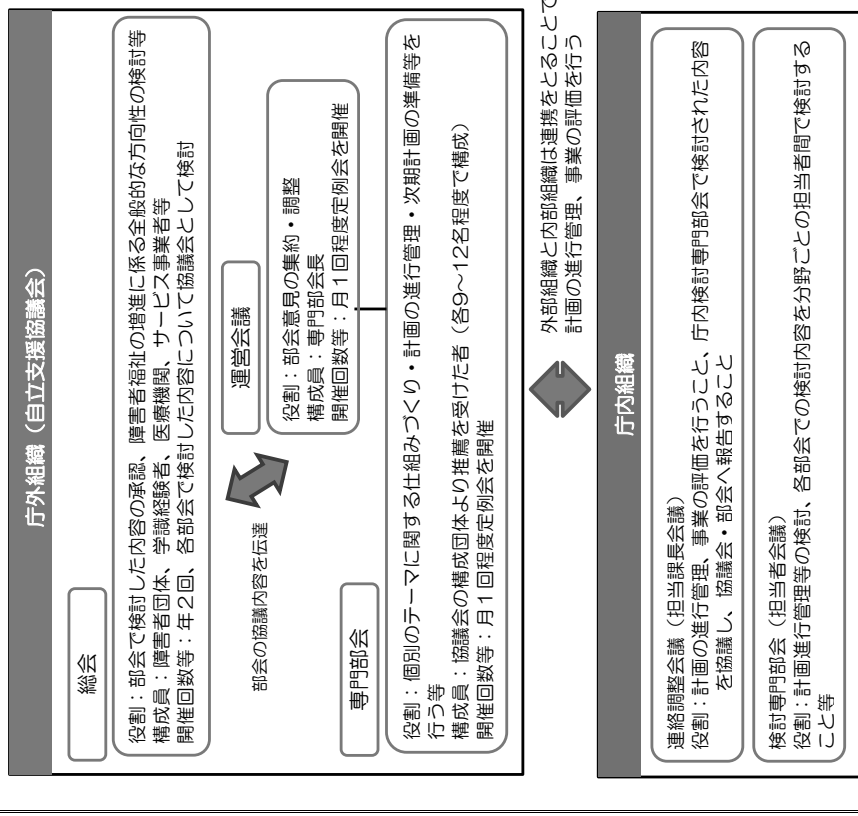 庁外組織（自立支援協議会）
総会
役割：部会で検討した内容の承認、障害者福祉の増進に係る全般的な方向性の検討等
構成員：障害者団体、学識経験者、医療機関、サービス事業者等
開催回数等：年２回、各部会で検討した内容について協議会として検討
部会の協議内容を伝達
運営会議
役割：部会意見の集約・調整
構成員：専門部会長
開催回数等：月１回程度定例会を開催
専門部会
役割：個別のテーマに関する仕組みづくり・計画の進行管理・次期計画の準備等を
行う等
構成員：協議会の構成団体より推薦を受けた者（各9～12名程度で構成）
開催回数等：月１回程度定例会を開催
外部組織と内部組織は連携をとることで
計画の進行管理、事業の評価を行う
庁内組織
連絡調整会議（担当課長会議）
役割：計画の進行管理、事業の評価を行うこと、庁内検討専門部会で検討された内容
を協議し、協議会・部会へ報告すること
検討専門部会（担当者会議）
役割：計画進行管理等の検討、各部会での検討内容を分野ごとの担当者間で検討する
こと等